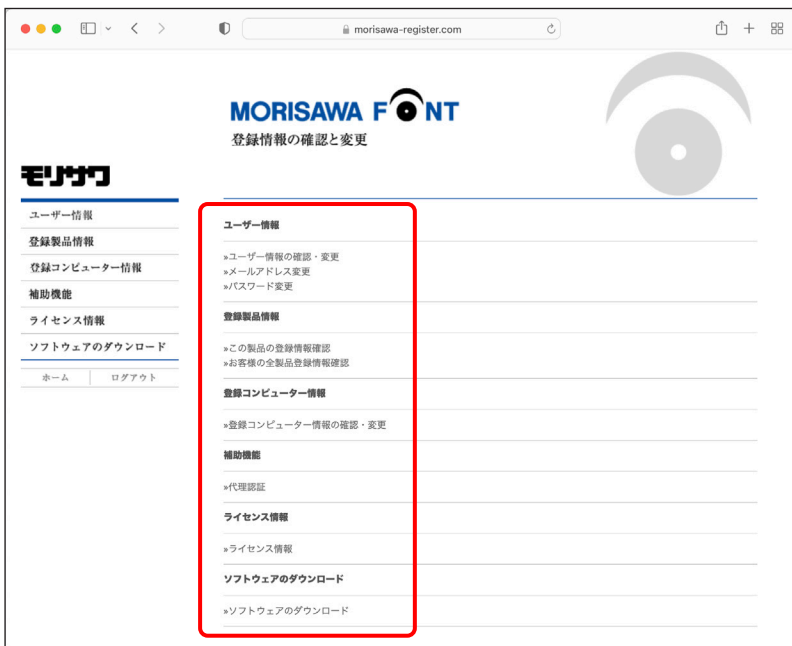 morisawa-register.com
MORISAWA FONT
登録情報の確認と変更
モリサワ
ユーザー情報
登録製品情報
登録コンピューター情報
補助機能
ライセンス情報
ソフトウェアのダウンロード
ホーム
ログアウト
ユーザー情報
»ユーザー情報の確認・変更
»メールアドレス変更
»パスワード変更
登録製品情報
»この製品の登録情報確認
»お客様の全製品登録情報確認
登録コンピューター情報
»登録コンピューター情報の確認・変更
補助機能
»代理認証
ライセンス情報
»ライセンス情報
ソフトウェアのダウンロード
»ソフトウェアのダウンロード